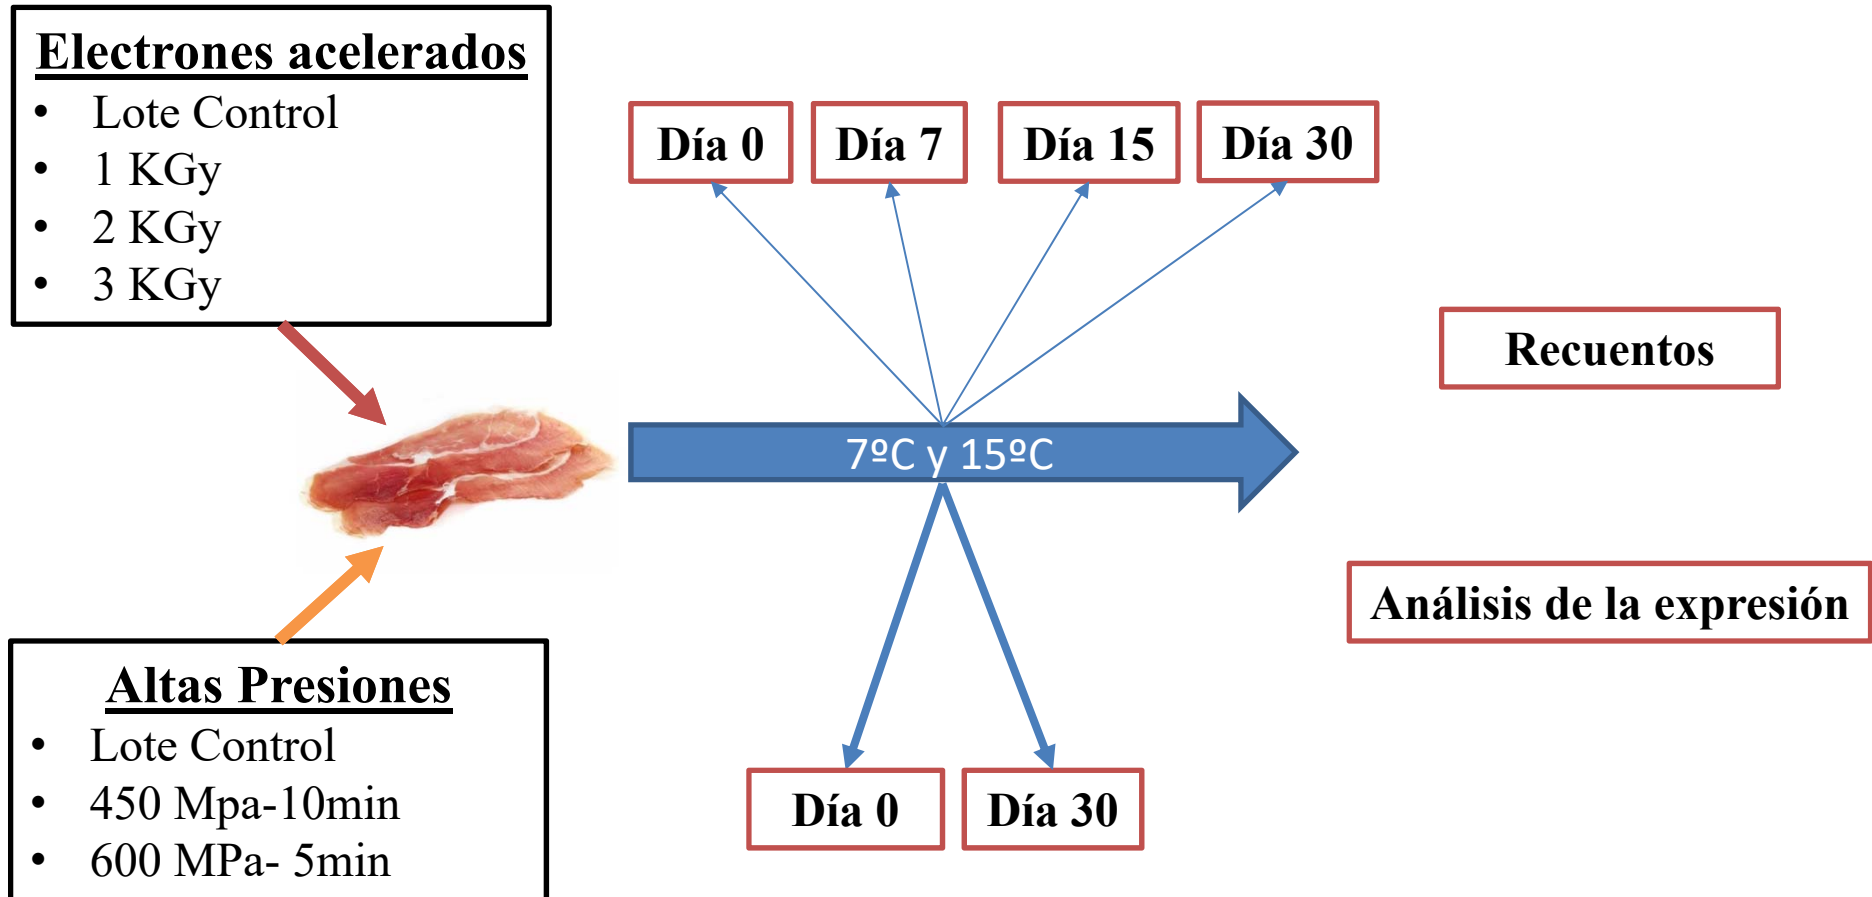 Electrones acelerados
• Lote Control
• 1 KGy
• 2 KGy
• 3 KGy
Día 0
Día 7
Día 15
Día 30
Recuentos
7ºC y 15ºC
Análisis de la expresión
Altas Presiones
• Lote Control
• 450 Mpa-10min
• 600 MPa- 5min
Día 0
Día 30